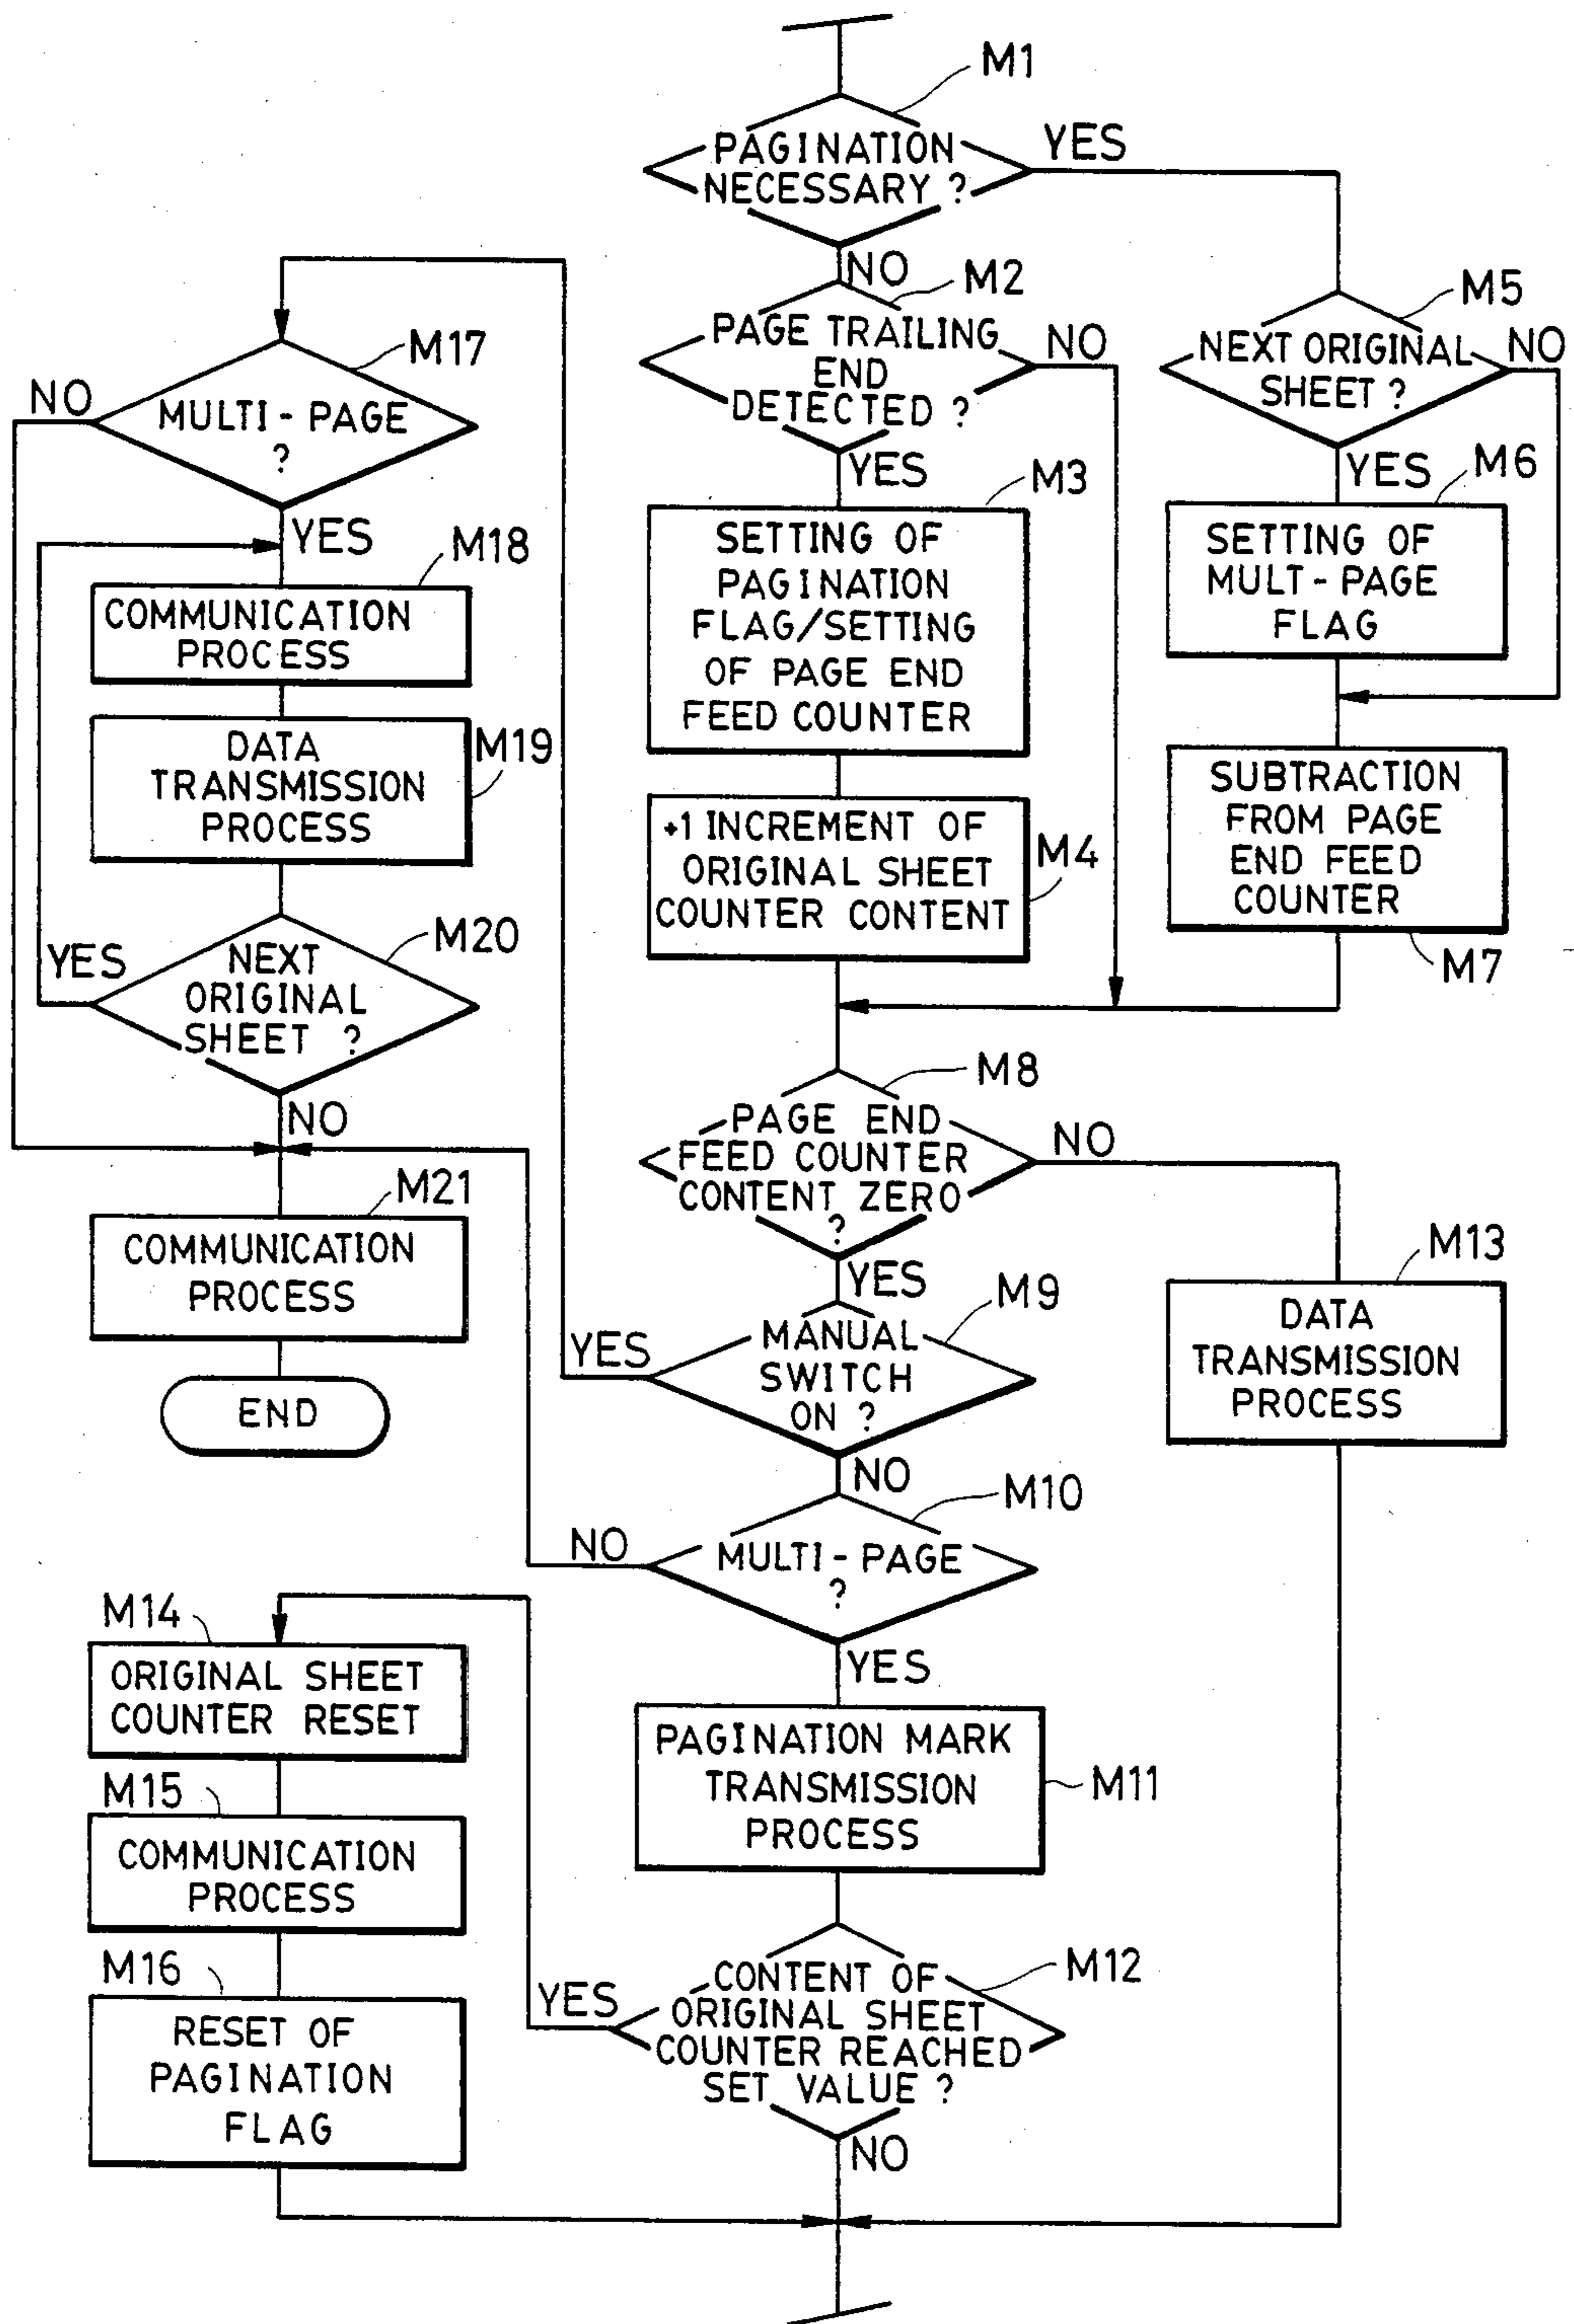 M1
PAGINATION
NECESSARY ?
YES
NO
M2
PAGE TRAILING
END
DETECTED ?
NO
YES
M3
SETTING OF
PAGINATION
FLAG/SETTING
OF PAGE END
FEED COUNTER
+1 INCREMENT OF
ORIGINAL SHEET
COUNTER CONTENT
M4
M5
NEXT ORIGINAL
SHEET ?
NO
YES
M6
SETTING OF
MULT-PAGE
FLAG
SUBTRACTION
FROM PAGE
END FEED
COUNTER
M7
M8
PAGE END
FEED COUNTER
CONTENT ZERO
?
NO
YES
M9
MANUAL
SWITCH
ON ?
YES
NO
M10
MULTI-PAGE
?
NO
YES
PAGINATION MARK
TRANSMISSION
PROCESS
M11
M12
CONTENT OF
ORIGINAL SHEET
COUNTER REACHED
SET VALUE ?
YES
NO
M13
DATA
TRANSMISSION
PROCESS
M14
ORIGINAL SHEET
COUNTER RESET
M15
COMMUNICATION
PROCESS
M16
RESET OF
PAGINATION
FLAG
M17
MULTI-PAGE
?
NO
YES
M18
COMMUNICATION
PROCESS
DATA
TRANSMISSION
PROCESS
M19
M20
NEXT
ORIGINAL
SHEET ?
YES
NO
M21
COMMUNICATION
PROCESS
END